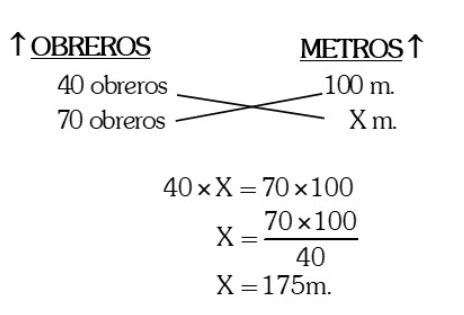 ↑OBREROS METROS↑
40 obreros 100 m.
70 obreros X m.
40 × X = 70 × 100
X = 70 × 100 / 40
X = 175m.